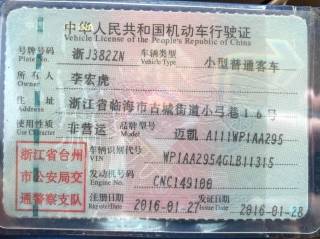 中华人民共和国机动车行驶证
Vehicle License of the People's Republic of China
号牌号码 浙J382ZN 车辆类型 小型普通客车
Plate No. Vehicle Type
所有人 李宏虎
Owner
住址 浙江省临海市古城街道小弓巷16号
Address
使用性质 非营运 品牌型号 迈凯 A111WP1AA295
Use Character Model
浙江省台州 车辆识别代号 WP1AA2954GLB11315
VIN
市公安局交 发动机号码 CNC149100
Engine No.
通警察支队 注册日期 2016-01-27 发证日期 2016-01-28
Register Date Issue Date